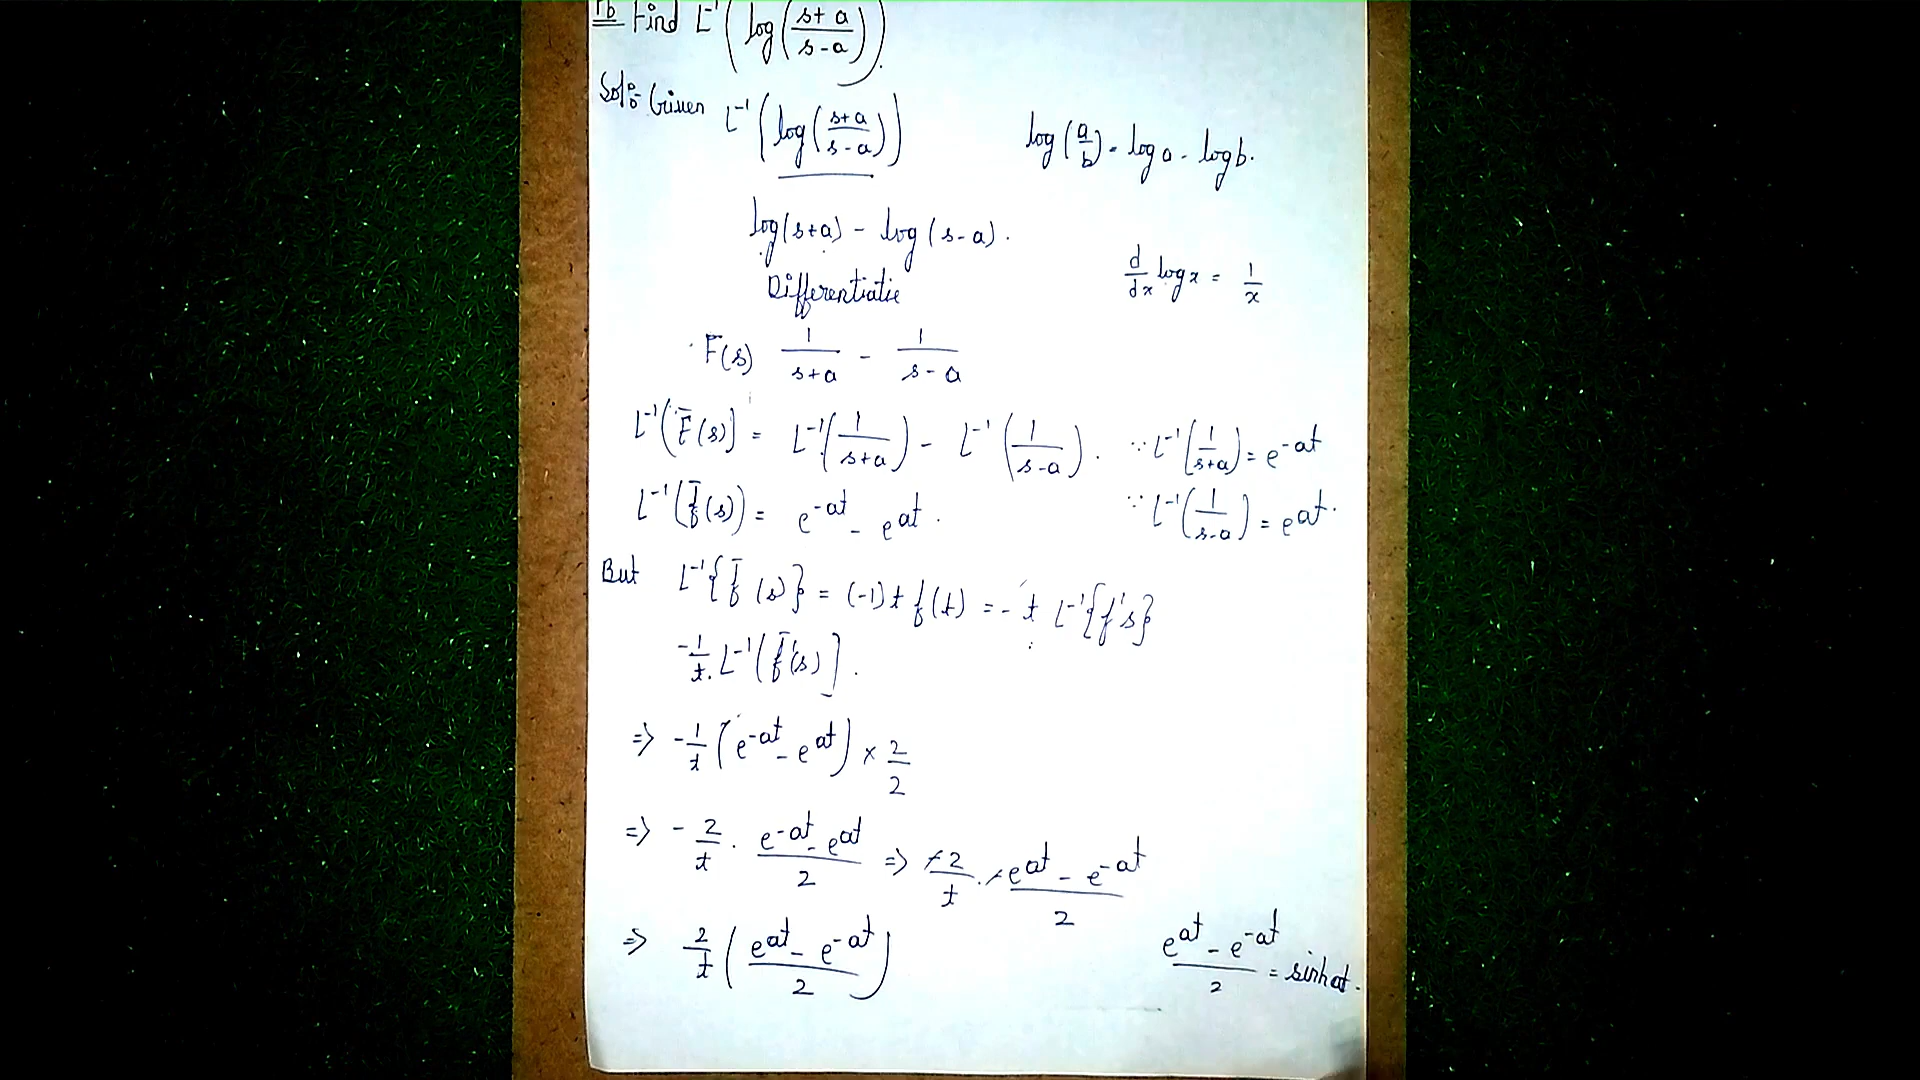 Pb Find L⁻¹(log(s+a/s-a)).
Sol:- Given L⁻¹(log(s+a/s-a))
log(a/b) = log a - log b.
log(s+a) - log(s-a).
Differentiate
d/dx log x = 1/x
F(s) 1/s+a - 1/s-a
L⁻¹(F̄(s)) = L⁻¹(1/s+a) - L⁻¹(1/s-a). ∵ L⁻¹(1/s+a) = e^-at
L⁻¹(f̄(s)) = e^-at - e^at. ∵ L⁻¹(1/s-a) = e^at.
But L⁻¹{f̄(s)} = (-1)t f(t) = -t L⁻¹{f's}
-1/t. L⁻¹(f̄'(s)].
⇒ -1/t (e^-at - e^at) × 2/2
⇒ -2/t . e^-at - e^at/2 ⇒ -2/t . -e^at - e^-at/2
⇒ 2/t (e^at - e^-at/2)
e^at - e^-at/2 = sinhat.